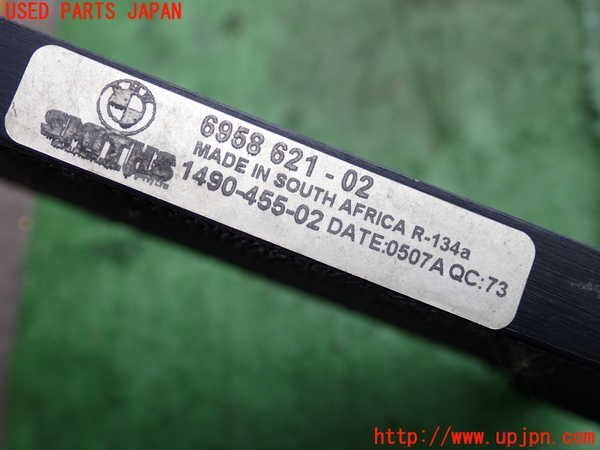 USED PARTS JAPAN
BMW
SMITHS
6958 621 - 02
MADE IN SOUTH AFRICA R-134a
1490-455-02 DATE:0507A QC:73
http://www.upjpn.com/